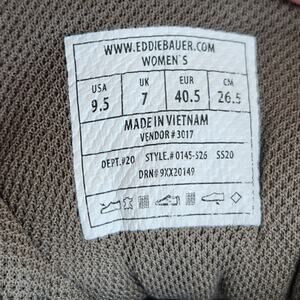 WWW.EDDIEBAUER.COM
WOMEN'S
USA UK EUR CM
9.5 7 40.5 26.5
MADE IN VIETNAM
VENDOR#3017
DEPT.#20 STYLE.#0145-526 SS20
DRN# 9XX20149